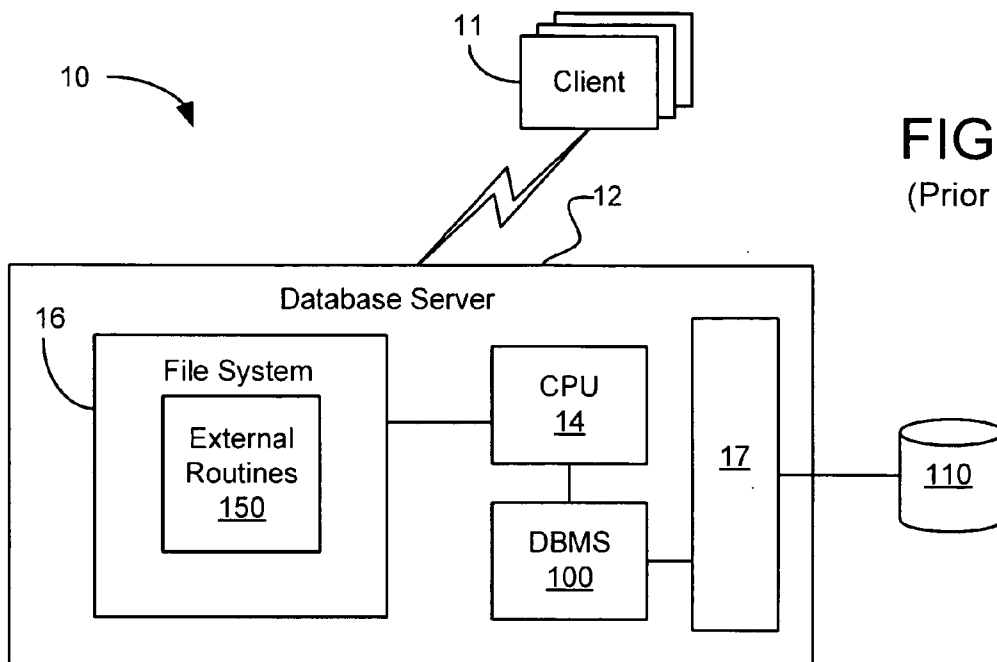 11
Client
10
FIG
(Prior
12
Database Server
16
File System
External
Routines
150
CPU
14
DBMS
100
17
110